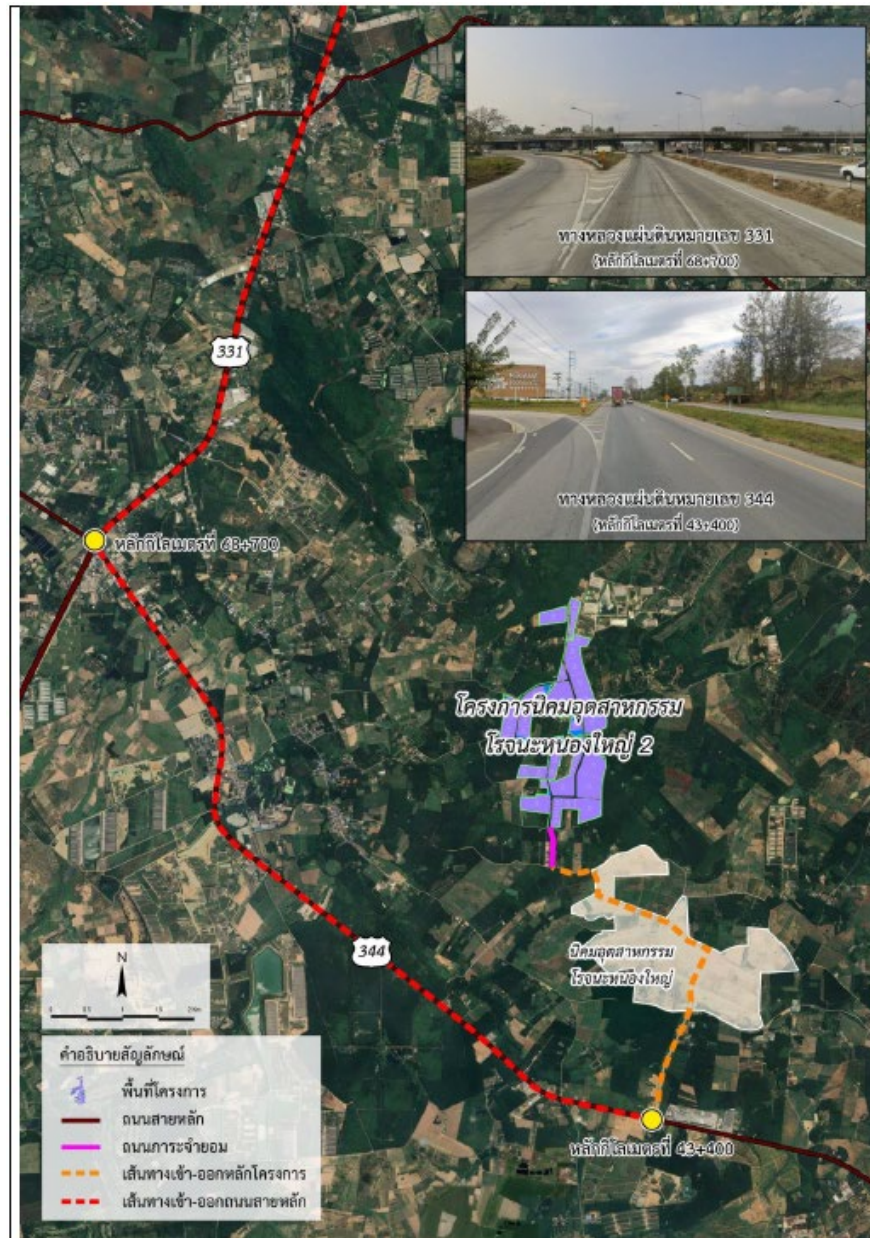 ทางหลวงแผ่นดินหมายเลข 331
(หลักกิโลเมตรที่ 68+700)
331
ทางหลวงแผ่นดินหมายเลข 344
(หลักกิโลเมตรที่ 43+400)
หลักกิโลเมตรที่ 68+700
โครงการนิคมอุตสาหกรรม
โรจนะหนองใหญ่ 2
344
นิคมอุตสาหกรรม
โรจนะหนองใหญ่
N
หลักกิโลเมตรที่ 43+400
คำอธิบายสัญลักษณ์
พื้นที่โครงการ
ถนนสายหลัก
ถนนภาระจำยอม
เส้นทางเข้า-ออกหลักโครงการ
เส้นทางเข้า-ออกถนนสายหลัก